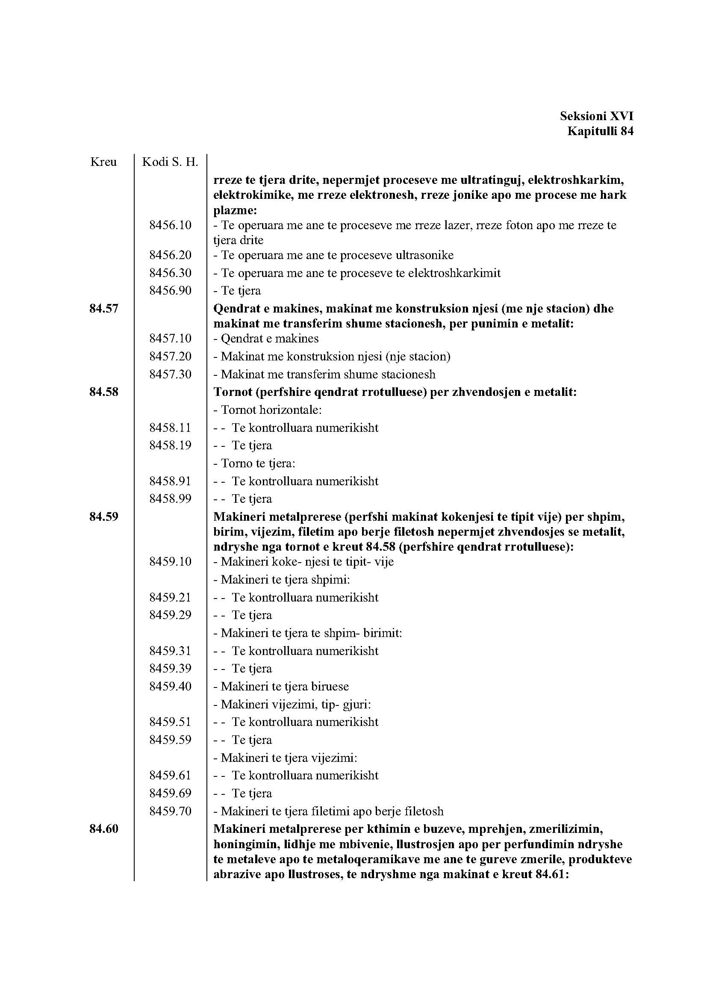 Seksioni XVI
Kapitulli 84
Kreu Kodi S. H.
rreze te tjera drite, nepermjet proceseve me ultratinguj, elektroshkarkim,
elektrokimike, me rreze elektronesh, rreze jonike apo me procese me hark
plazme:
8456.10 - Te operuara me ane te proceseve me rreze lazer, rreze foton apo me rreze te
tjera drite
8456.20 - Te operuara me ane te proceseve ultrasonike
8456.30 - Te operuara me ane te proceseve te elektroshkarkimit
8456.90 - Te tjera
84.57 Qendrat e makines, makinat me konstruksion njesi (me nje stacion) dhe
makinat me transferim shume stacionesh, per punimin e metalit:
8457.10 - Qendrat e makines
8457.20 - Makinat me konstruksion njesi (nje stacion)
8457.30 - Makinat me transferim shume stacionesh
84.58 Tornot (perfshire qendrat rrotulluese) per zhvendosjen e metalit:
- Tornot horizontale:
8458.11 - - Te kontrolluara numerikisht
8458.19 - - Te tjera
- Torno te tjera:
8458.91 - - Te kontrolluara numerikisht
8458.99 - - Te tjera
84.59 Makineri metalprerese (perfshi makinat kokenjesi te tipit vije) per shpim,
birim, vijezim, filetim apo berje filetosh nepermjet zhvendosjes se metalit,
ndryshe nga tornot e kreut 84.58 (perfshire qendrat rrotulluese):
8459.10 - Makineri koke- njesi te tipit- vije
- Makineri te tjera shpimi:
8459.21 - - Te kontrolluara numerikisht
8459.29 - - Te tjera
- Makineri te tjera te shpim- birimit:
8459.31 - - Te kontrolluara numerikisht
8459.39 - - Te tjera
8459.40 - Makineri te tjera biruese
- Makineri vijezimi, tip- gjuri:
8459.51 - - Te kontrolluara numerikisht
8459.59 - - Te tjera
- Makineri te tjera vijezimi:
8459.61 - - Te kontrolluara numerikisht
8459.69 - - Te tjera
8459.70 - Makineri te tjera filetimi apo berje filetosh
84.60 Makineri metalprerese per kthimin e buzeve, mprehjen, zmerilizimin,
honingimin, lidhje me mbivenie, llustrosjen apo per perfundimin ndryshe
te metaleve apo te metaloqeramikave me ane te gureve zmerile, produkteve
abrazive apo llustroses, te ndryshme nga makinat e kreut 84.61: